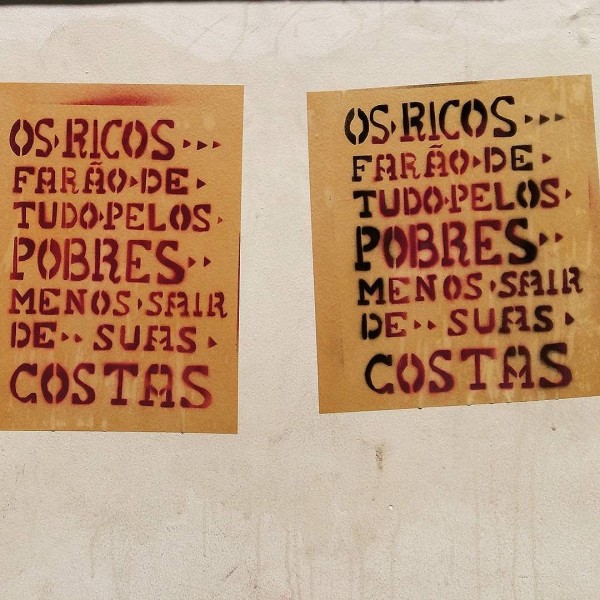 OS RICOS
FARÃO DE
TUDO PELOS
POBRES
MENOS SAIR
DE SUAS
COSTAS
OS RICOS
FARÃO DE
TUDO PELOS
POBRES
MENOS SAIR
DE SUAS
COSTAS